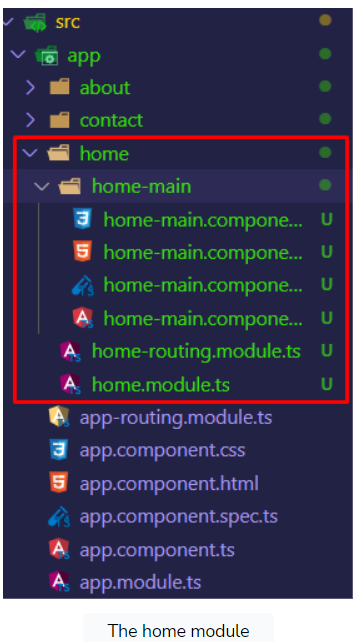 src
app
about
contact
home
home-main
home-main.compone... U
home-main.compone... U
home-main.compone... U
home-main.compone... U
home-routing.module.ts U
home.module.ts U
app-routing.module.ts
app.component.css
app.component.html
app.component.spec.ts
app.component.ts
app.module.ts
The home module